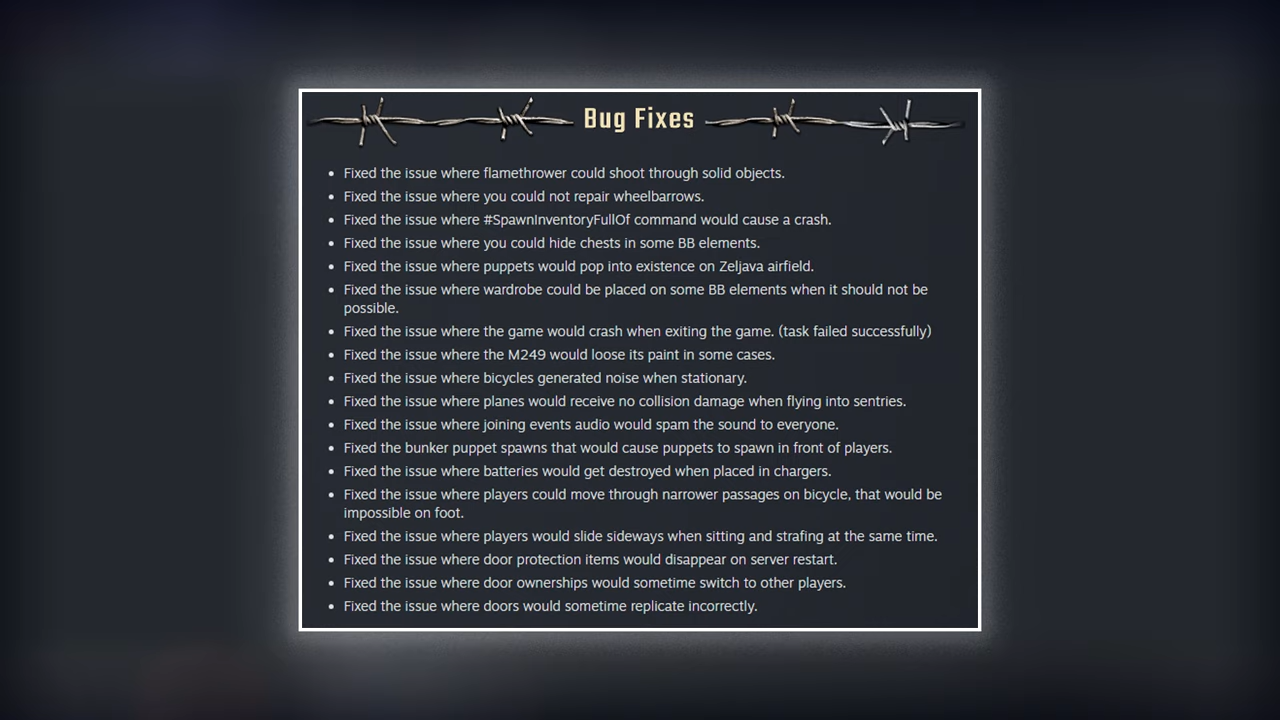 Bug Fixes
• Fixed the issue where flamethrower could shoot through solid objects.
• Fixed the issue where you could not repair wheelbarrows.
• Fixed the issue where #SpawnInventoryFullOf command would cause a crash.
• Fixed the issue where you could hide chests in some BB elements.
• Fixed the issue where puppets would pop into existence on Zeljava airfield.
• Fixed the issue where wardrobe could be placed on some BB elements when it should not be
possible.
• Fixed the issue where the game would crash when exiting the game. (task failed successfully)
• Fixed the issue where the M249 would loose its paint in some cases.
• Fixed the issue where bicycles generated noise when stationary.
• Fixed the issue where planes would receive no collision damage when flying into sentries.
• Fixed the issue where joining events audio would spam the sound to everyone.
• Fixed the bunker puppet spawns that would cause puppets to spawn in front of players.
• Fixed the issue where batteries would get destroyed when placed in chargers.
• Fixed the issue where players could move through narrower passages on bicycle, that would be
impossible on foot.
• Fixed the issue where players would slide sideways when sitting and strafing at the same time.
• Fixed the issue where door protection items would disappear on server restart.
• Fixed the issue where door ownerships would sometime switch to other players.
• Fixed the issue where doors would sometime replicate incorrectly.